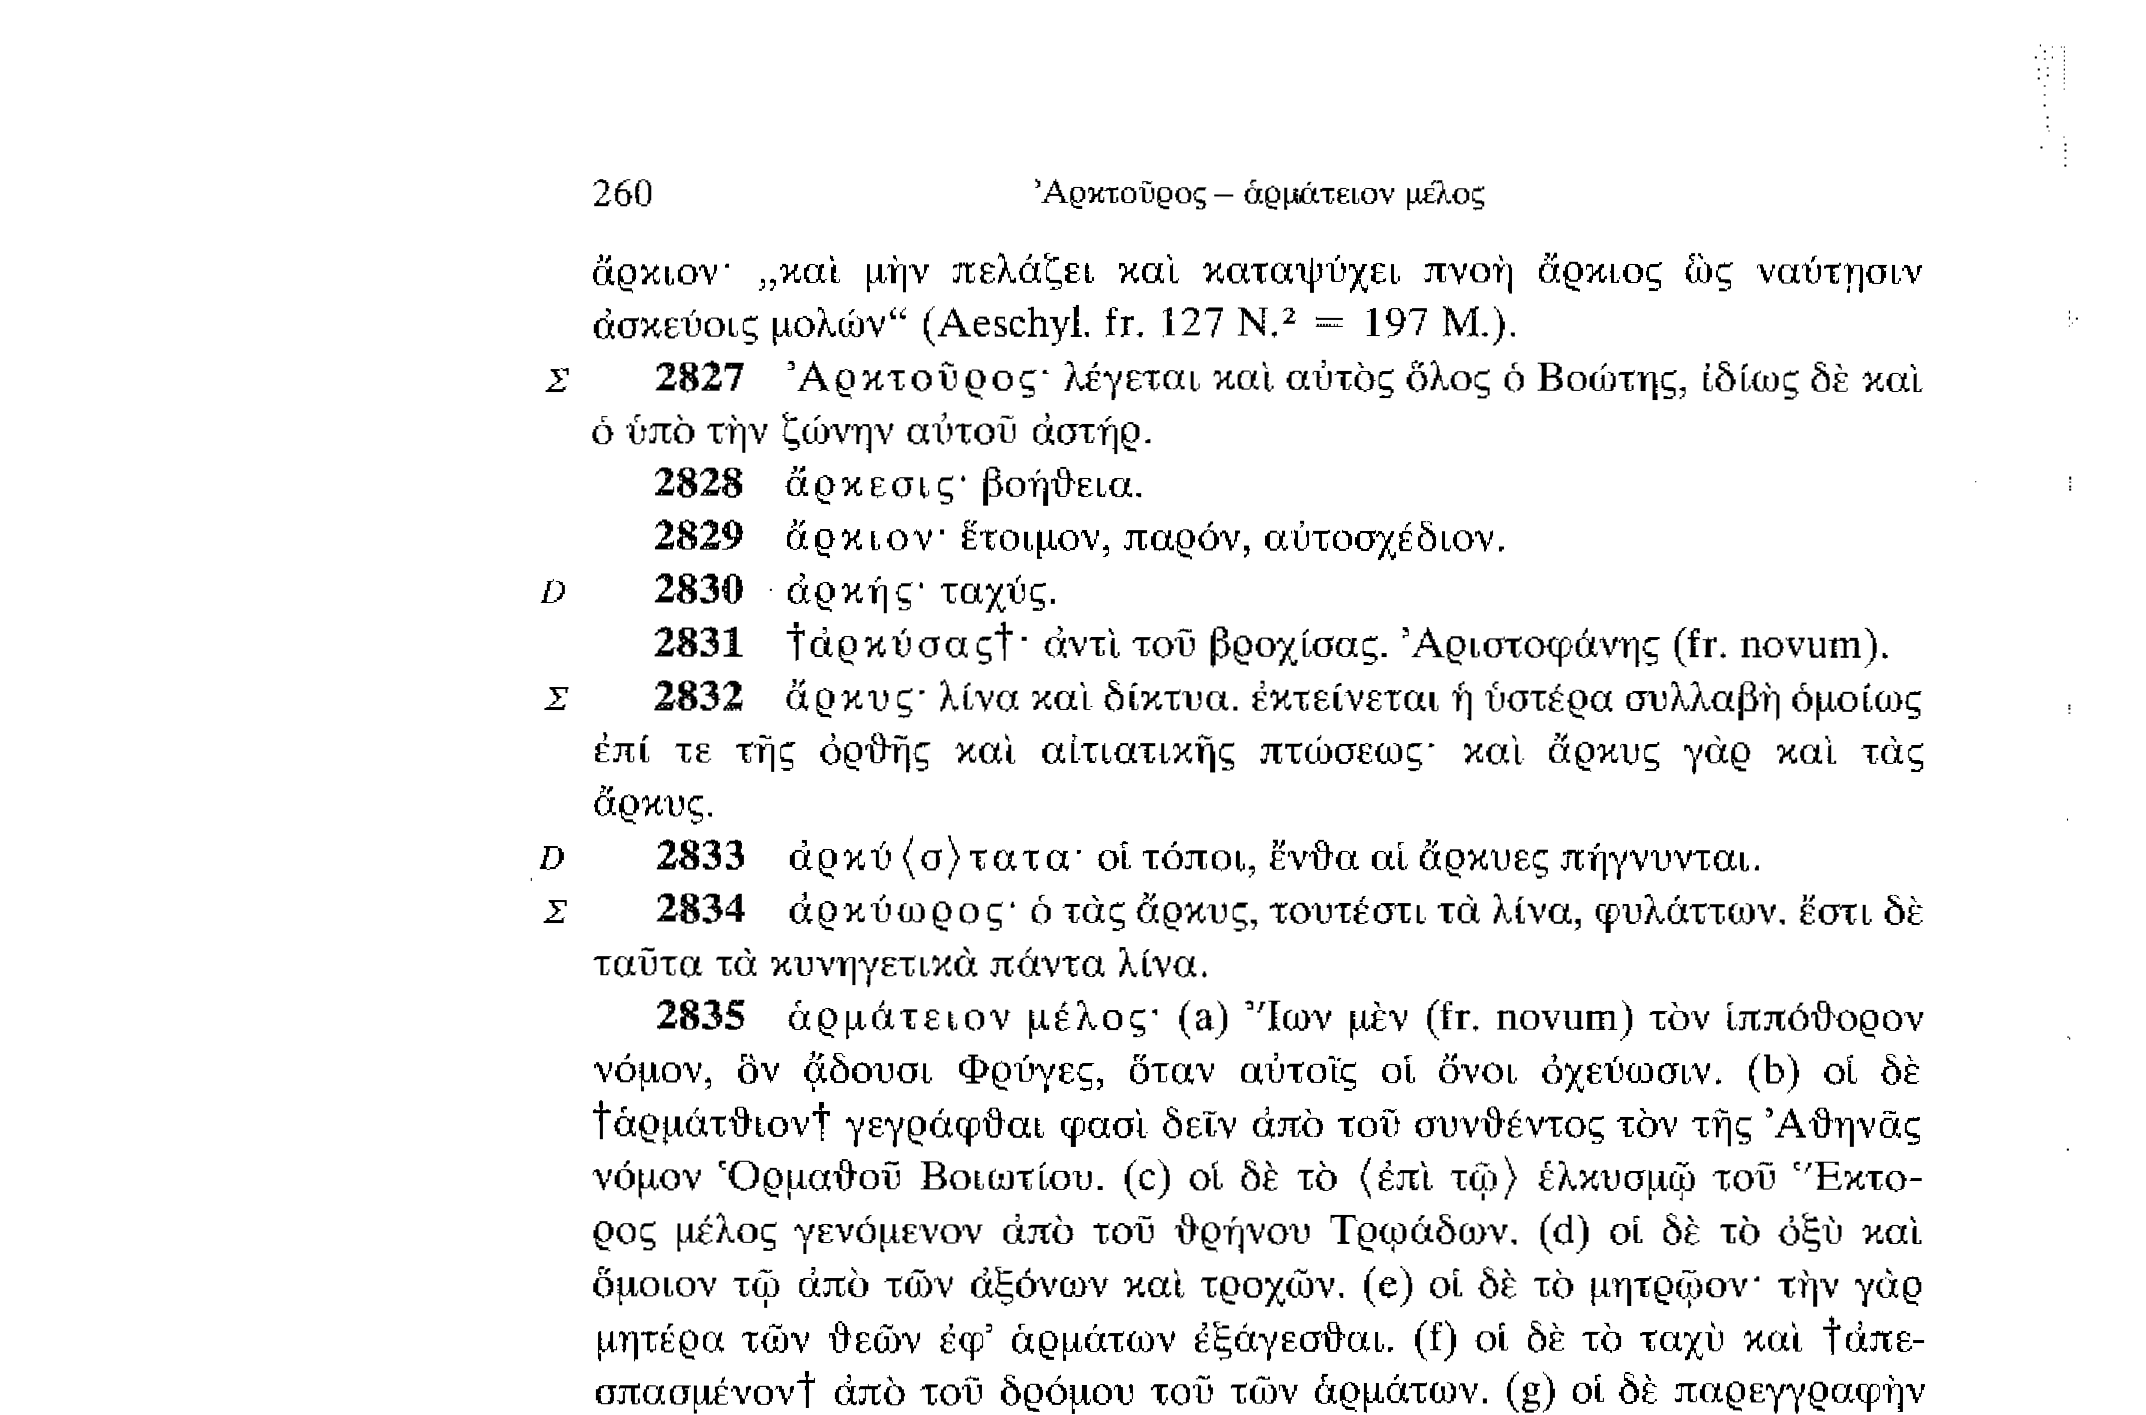 260 Ἀρκτοῦρος – ἁρμάτειον μέλος
ἄρκιον· „καὶ μὴν πελάζει καὶ καταψύχει πνοὴ ἄρκιος ὣς ναύτῃσιν
ἀσκεύοις μολών“ (Aeschyl. fr. 127 N.² = 197 M.).
Σ 2827 Ἀρκτοῦρος· λέγεται καὶ αὐτὸς ὅλος ὁ Βοώτης, ἰδίως δὲ καὶ
ὁ ὑπὸ τὴν ζώνην αὐτοῦ ἀστήρ.
2828 ἄρκεσις· βοήθεια.
2829 ἄρκιον· ἕτοιμον, παρόν, αὐτοσχέδιον.
D 2830 ἀρκής· ταχύς.
2831 †ἀρκύσας†· ἀντὶ τοῦ βροχίσας. Ἀριστοφάνης (fr. novum).
Σ 2832 ἄρκυς· λίνα καὶ δίκτυα. ἐκτείνεται ἡ ὑστέρα συλλαβὴ ὁμοίως
ἐπί τε τῆς ὀρθῆς καὶ αἰτιατικῆς πτώσεως· καὶ ἄρκυς γὰρ καὶ τὰς
ἄρκυς.
D 2833 ἀρκύ⟨σ⟩τατα· οἱ τόποι, ἔνθα αἱ ἄρκυες πήγνυνται.
Σ 2834 ἀρκύωρος· ὁ τὰς ἄρκυς, τουτέστι τὰ λίνα, φυλάττων. ἔστι δὲ
ταῦτα τὰ κυνηγετικὰ πάντα λίνα.
2835 ἁρμάτειον μέλος· (a) Ἴων μὲν (fr. novum) τὸν ἱππόθορον
νόμον, ὃν ᾄδουσι Φρύγες, ὅταν αὐτοῖς οἱ ὄνοι ὀχεύωσιν. (b) οἱ δὲ
†ἁρμάτθιον† γεγράφθαι φασὶ δεῖν ἀπὸ τοῦ συνθέντος τὸν τῆς Ἀθηνᾶς
νόμον Ὁρμαθοῦ Βοιωτίου. (c) οἱ δὲ τὸ ⟨ἐπὶ τῷ⟩ ἑλκυσμῷ τοῦ Ἕκτο-
ρος μέλος γενόμενον ἀπὸ τοῦ θρήνου Τρῳάδων. (d) οἱ δὲ τὸ ὀξὺ καὶ
ὅμοιον τῷ ἀπὸ τῶν ἀξόνων καὶ τροχῶν. (e) οἱ δὲ τὸ μητρῷον· τὴν γὰρ
μητέρα τῶν θεῶν ἐφ’ ἁρμάτων ἐξάγεσθαι. (f) οἱ δὲ τὸ ταχὺ καὶ †ἀπε-
σπασμένον† ἀπὸ τοῦ δρόμου τοῦ τῶν ἁρμάτων. (g) οἱ δὲ παρεγγραφὴν